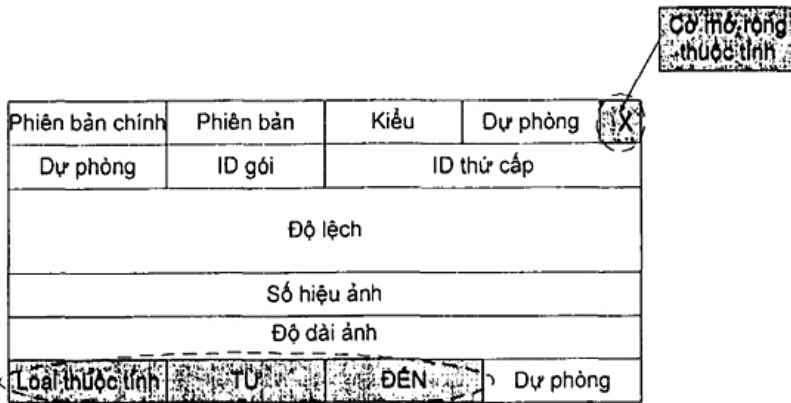 Cờ mở rộng
thuộc tính
Phiên bản chính Phiên bản Kiểu Dự phòng X
Dự phòng ID gói ID thứ cấp
Độ lệch
Số hiệu ảnh
Độ dài ảnh
Loại thuộc tính TỪ ĐẾN Dự phòng